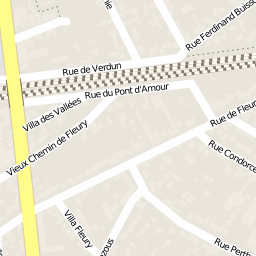 Rue Ferdinand Buisso
Rue de Verdun
Rue du Pont d'Amour
Villa des Vallées
Vieux Chemin de Fleury
Rue de Fleur
Rue Condorce
Villa Fleury
Rue Perth